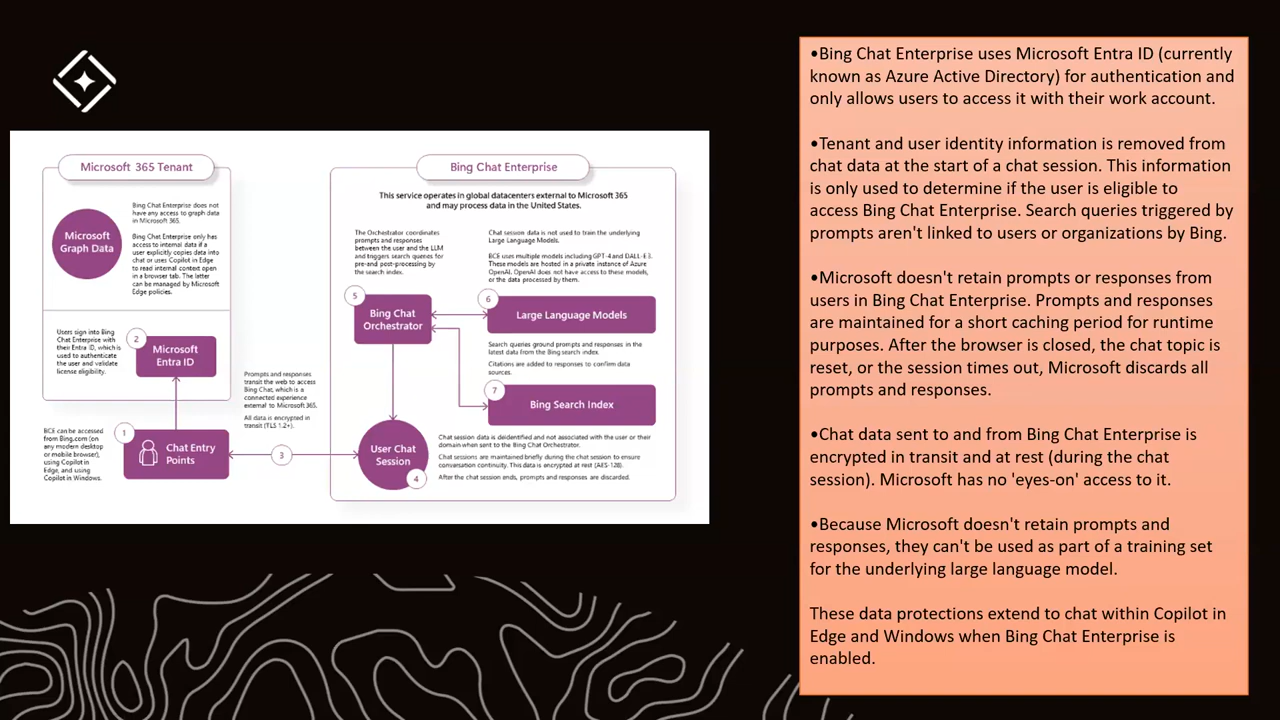 Microsoft 365 Tenant
Microsoft
Graph Data
Bing Chat Enterprise does not
have any access to graph data
in Microsoft 365.
Bing Chat Enterprise only has
access to internal data if a
user explicitly copies data into
chat or uses Copilot in Edge
to read internal content open
in a browser tab. The latter
can be managed by Microsoft
Edge policies.
Users sign into Bing
Chat Enterprise with
their Entra ID, which is
used to authenticate
the user and validate
license eligibility.
2
Microsoft
Entra ID
BCE can be accessed
from Bing.com (on
any modern desktop
or mobile browser),
using Copilot in
Edge, and using
Copilot in Windows.
1
Chat Entry
Points
Prompts and responses
transit the web to access
Bing Chat, which is a
connected experience
external to Microsoft 365.
All data is encrypted in
transit (TLS 1.2+).
3
Bing Chat Enterprise
This service operates in global datacenters external to Microsoft 365
and may process data in the United States.
The Orchestrator coordinates
prompts and responses
between the user and the LLM
and triggers search queries for
pre-and post-processing by
the search index.
5
Bing Chat
Orchestrator
Chat session data is not used to train the underlying
Large Language Models.
BCE uses multiple models including GPT-4 and DALL-E 3.
These models are hosted in a private instance of Azure
OpenAI. OpenAI does not have access to these models,
or the data processed by them.
6
Large Language Models
Search queries ground prompts and responses in the
latest data from the Bing search index.
Citations are added to responses to confirm data
sources.
7
Bing Search Index
User Chat
Session
4
Chat session data is deidentified and not associated with the user or their
domain when sent to the Bing Chat Orchestrator.
Chat sessions are maintained briefly during the chat session to ensure
conversation continuity. This data is encrypted at rest (AES-128).
After the chat session ends, prompts and responses are discarded.
•Bing Chat Enterprise uses Microsoft Entra ID (currently
known as Azure Active Directory) for authentication and
only allows users to access it with their work account.
•Tenant and user identity information is removed from
chat data at the start of a chat session. This information
is only used to determine if the user is eligible to
access Bing Chat Enterprise. Search queries triggered by
prompts aren't linked to users or organizations by Bing.
•Microsoft doesn't retain prompts or responses from
users in Bing Chat Enterprise. Prompts and responses
are maintained for a short caching period for runtime
purposes. After the browser is closed, the chat topic is
reset, or the session times out, Microsoft discards all
prompts and responses.
•Chat data sent to and from Bing Chat Enterprise is
encrypted in transit and at rest (during the chat
session). Microsoft has no 'eyes-on' access to it.
•Because Microsoft doesn't retain prompts and
responses, they can't be used as part of a training set
for the underlying large language model.
These data protections extend to chat within Copilot in
Edge and Windows when Bing Chat Enterprise is
enabled.